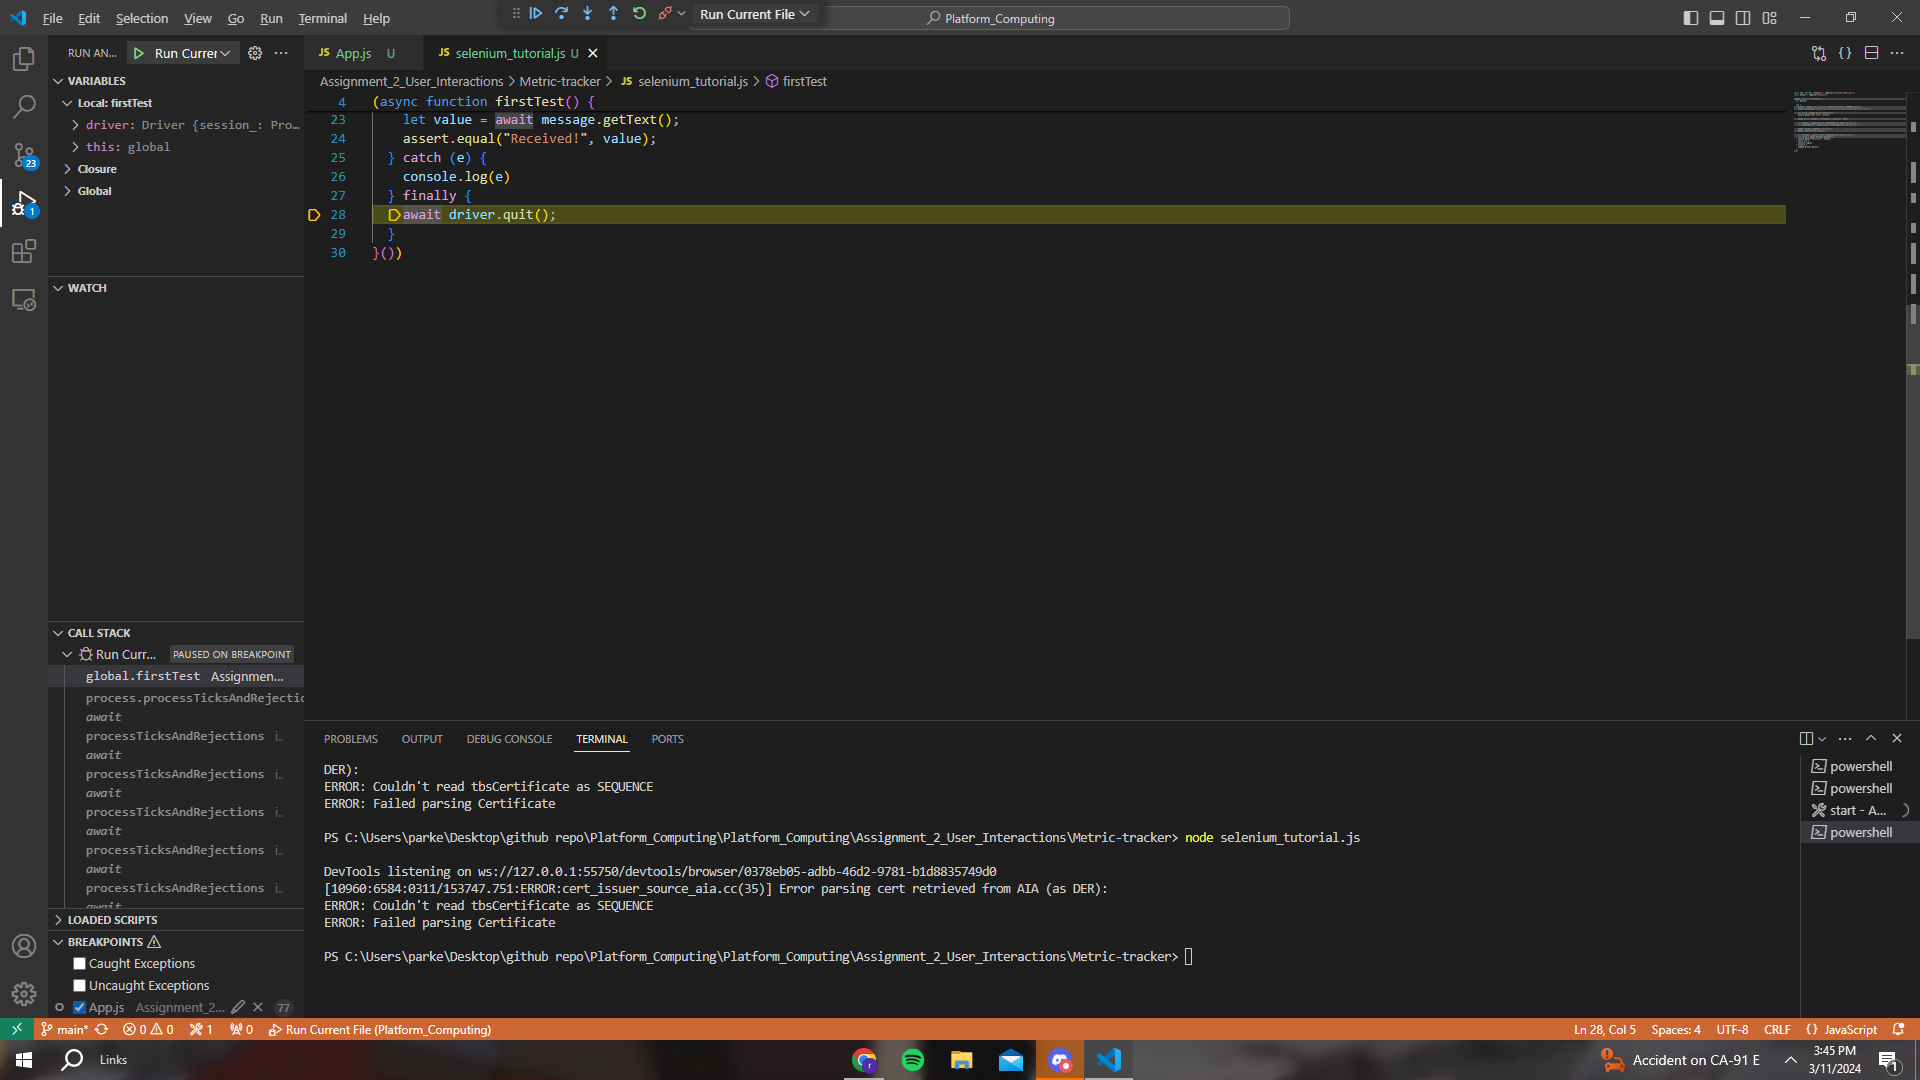 File Edit Selection View Go Run Terminal Help
Run Current File
Platform_Computing
RUN AN...
Run Currer
JS App.js U
JS selenium_tutorial.js U
Assignment_2_User_Interactions > Metric-tracker > JS selenium_tutorial.js > firstTest
VARIABLES
Local: firstTest
driver: Driver {session_: Pro...
this: global
Closure
Global
23
1
4 (async function firstTest() {
23 let value = await message.getText();
24 assert.equal("Received!", value);
25 } catch (e) {
26 console.log(e)
27 } finally {
28 await driver.quit();
29 }
30 }())
WATCH
CALL STACK
Run Curr... PAUSED ON BREAKPOINT
global.firstTest Assignmen...
process.processTicksAndRejectio
await
processTicksAndRejections i..
await
processTicksAndRejections i..
await
processTicksAndRejections i..
await
processTicksAndRejections i..
await
processTicksAndRejections i..
await
LOADED SCRIPTS
BREAKPOINTS
Caught Exceptions
Uncaught Exceptions
App.js Assignment_2... 77
PROBLEMS OUTPUT DEBUG CONSOLE TERMINAL PORTS
DER):
ERROR: Couldn't read tbsCertificate as SEQUENCE
ERROR: Failed parsing Certificate
PS C:\Users\parke\Desktop\github repo\Platform_Computing\Platform_Computing\Assignment_2_User_Interactions\Metric-tracker> node selenium_tutorial.js
DevTools listening on ws://127.0.0.1:55750/devtools/browser/0378eb05-adbb-46d2-9781-b1d8835749d0
[10960:6584:0311/153747.751:ERROR:cert_issuer_source_aia.cc(35)] Error parsing cert retrieved from AIA (as DER):
ERROR: Couldn't read tbsCertificate as SEQUENCE
ERROR: Failed parsing Certificate
PS C:\Users\parke\Desktop\github repo\Platform_Computing\Platform_Computing\Assignment_2_User_Interactions\Metric-tracker>
powershell
powershell
start - A...
powershell
main* 0 0 1 0 Run Current File (Platform_Computing)
Ln 28, Col 5 Spaces: 4 UTF-8 CRLF {} JavaScript
Links
Accident on CA-91 E
3:45 PM
3/11/2024
1